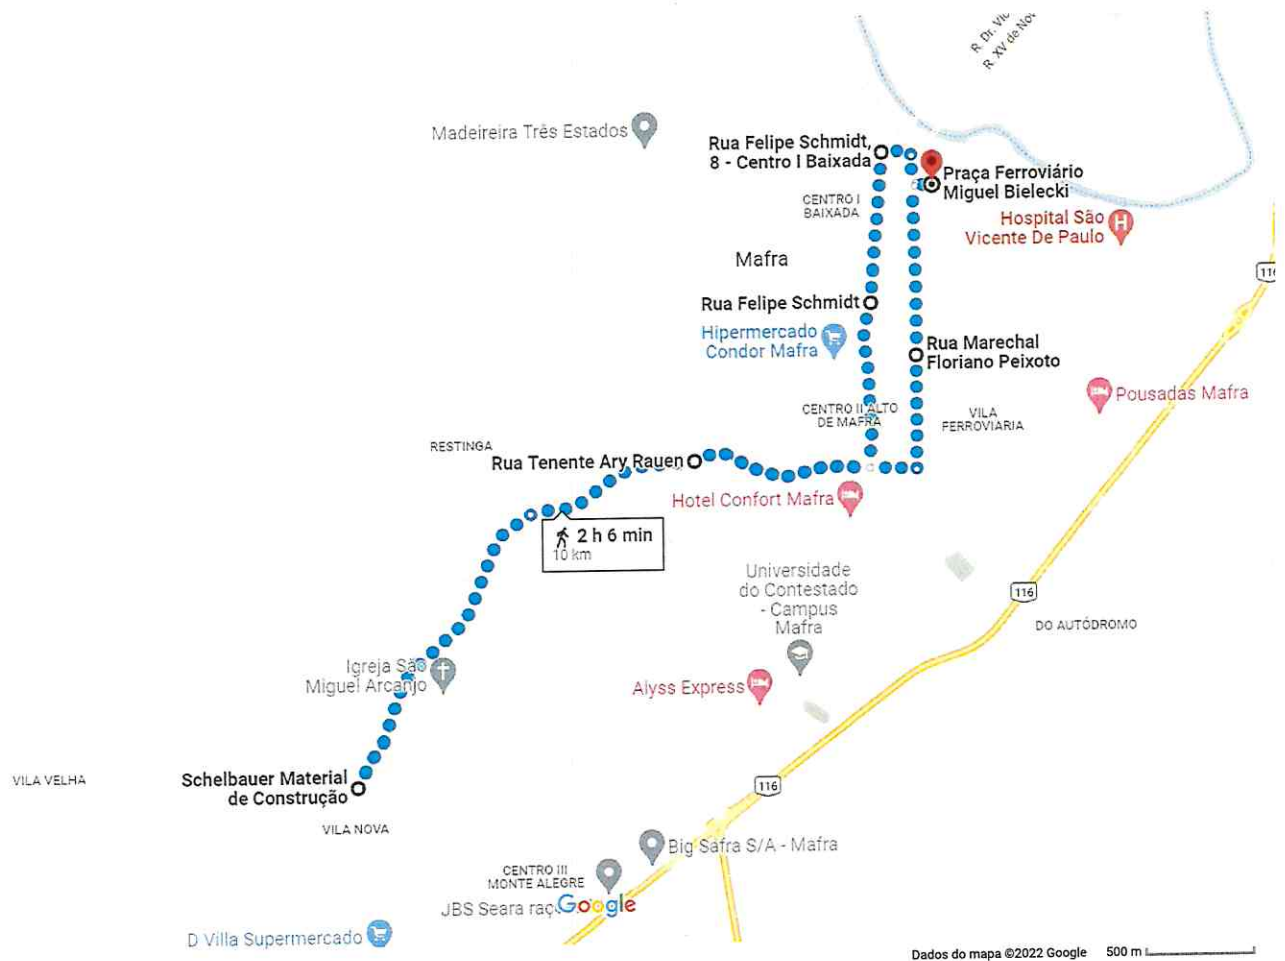 R. Dr. Vic
R. XV de Nov
Madeireira Três Estados
Rua Felipe Schmidt,
8 - Centro I Baixada
Praça Ferroviário
Miguel Bielecki
CENTRO I
BAIXADA
Hospital São
Vicente De Paulo
H
Mafra
116
Rua Felipe Schmidt
Hipermercado
Condor Mafra
Rua Marechal
Floriano Peixoto
Pousadas Mafra
CENTRO II ALTO
DE MAFRA
VILA
FERROVIARIA
RESTINGA
Rua Tenente Ary Rauen
Hotel Confort Mafra
2 h 6 min
10 km
Universidade
do Contestado
- Campus
Mafra
116
DO AUTÓDROMO
Igreja São
Miguel Arcanjo
Alyss Express
VILA VELHA
Schelbauer Material
de Construção
116
VILA NOVA
Big Safra S/A - Mafra
CENTRO III
MONTE ALEGRE
JBS Seara raç
Google
D Villa Supermercado
Dados do mapa ©2022 Google 500 m